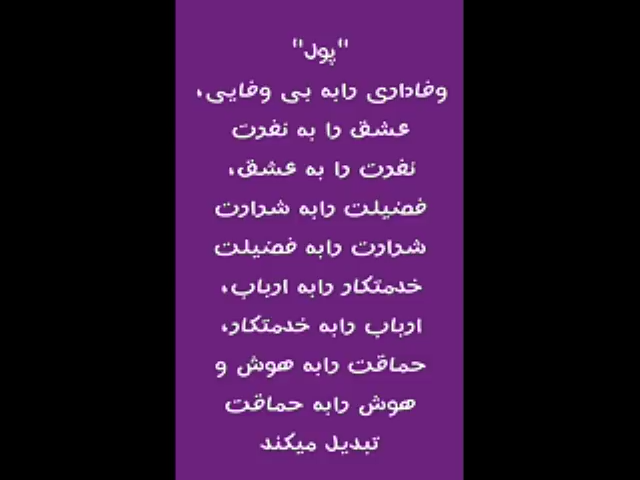 "پول"
وفاداری رابه بی وفایی،
عشق را به نفرت
نفرت را به عشق،
فضیلت رابه شرارت
شرارت رابه فضیلت
خدمتکار رابه ارباب،
ارباب رابه خدمتکار،
حماقت رابه هوش و
هوش رابه حماقت
تبدیل میکند